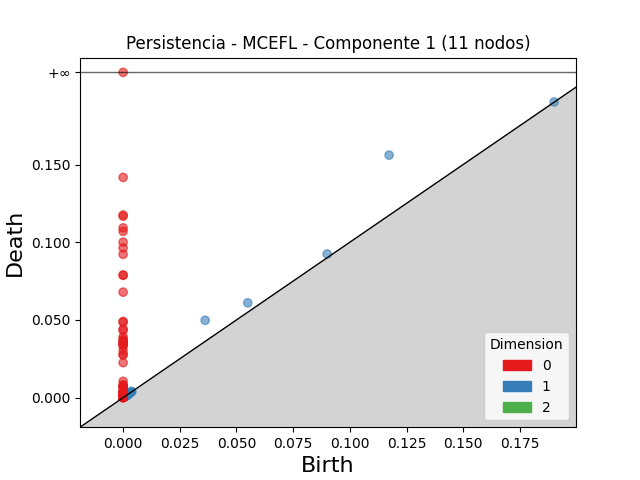 Persistencia - MCEFL - Componente 1 (11 nodos)
+∞
0.150
0.100
0.050
0.000
Death
0.000 0.025 0.050 0.075 0.100 0.125 0.150 0.175
Birth
Dimension
0
1
2